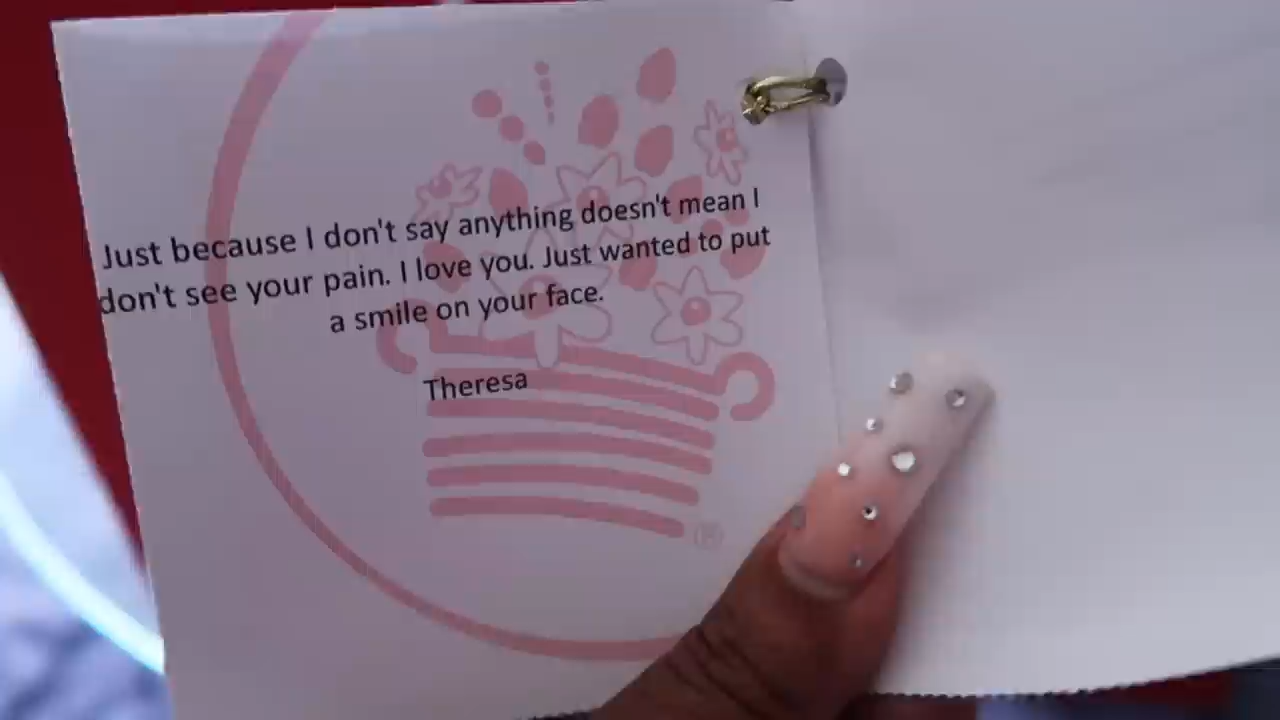 Just because I don't say anything doesn't mean I
don't see your pain. I love you. Just wanted to put
a smile on your face.
Theresa
®